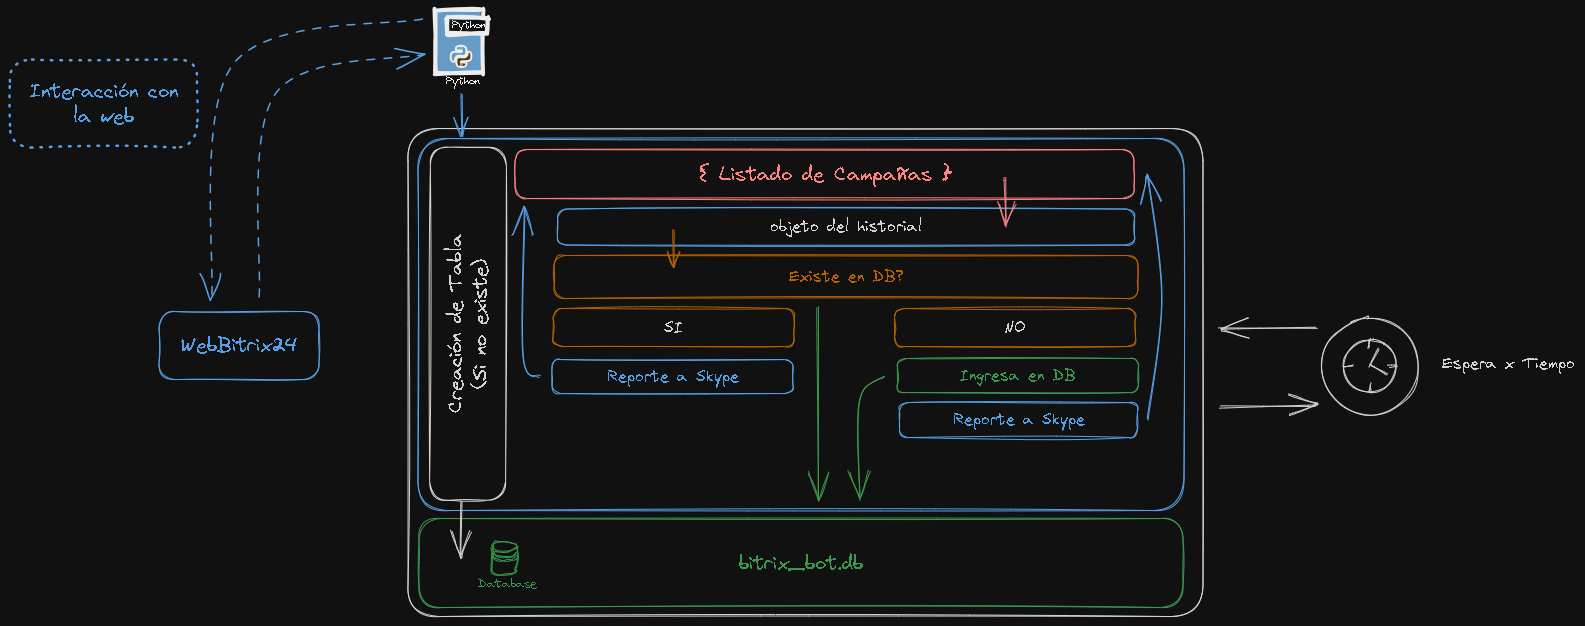 Python
Python
Interacción con
la web
{ Listado de Campañas }
objeto del historial
Creación de Tabla
(Si no existe)
Existe en DB?
SI
NO
WebBitrix24
Reporte a Skype
Ingresa en DB
Espera x Tiempo
Reporte a Skype
bitrix_bot.db
Database